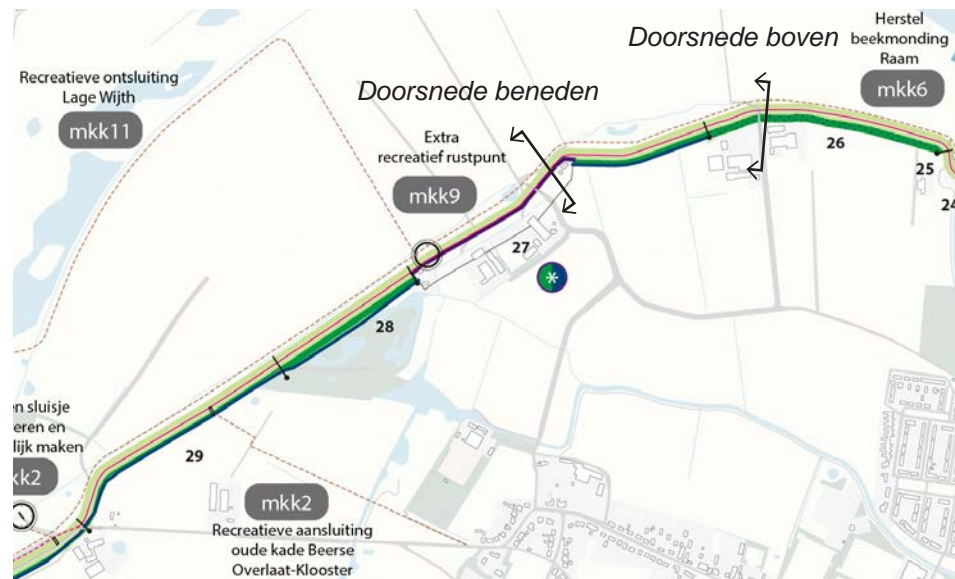 Herstel
beekmonding
Raam
mkk6
Doorsnede boven
Recreatieve ontsluiting
Lage Wijth
mkk11
Doorsnede beneden
Extra
recreatief rustpunt
mkk9
26
25
24
27
*
28
29
en sluisje
eren en
lijk maken
kk2
mkk2
Recreatieve aansluiting
oude kade Beerse
Overlaat-Klooster